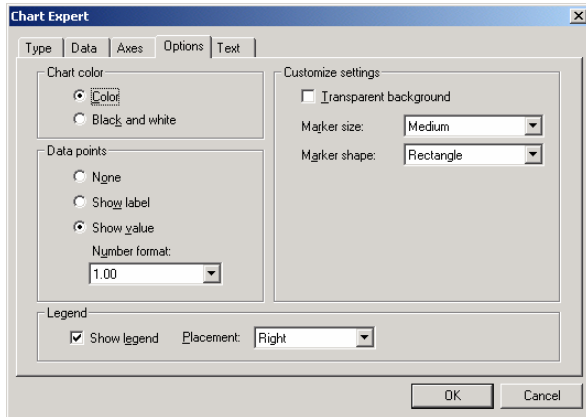 Chart Expert
Type Data Axes Options Text
Chart color
Color
Black and white
Data points
None
Show label
Show value
Number format:
1.00
Customize settings
Transparent background
Marker size: Medium
Marker shape: Rectangle
Legend
Show legend Placement: Right
OK Cancel